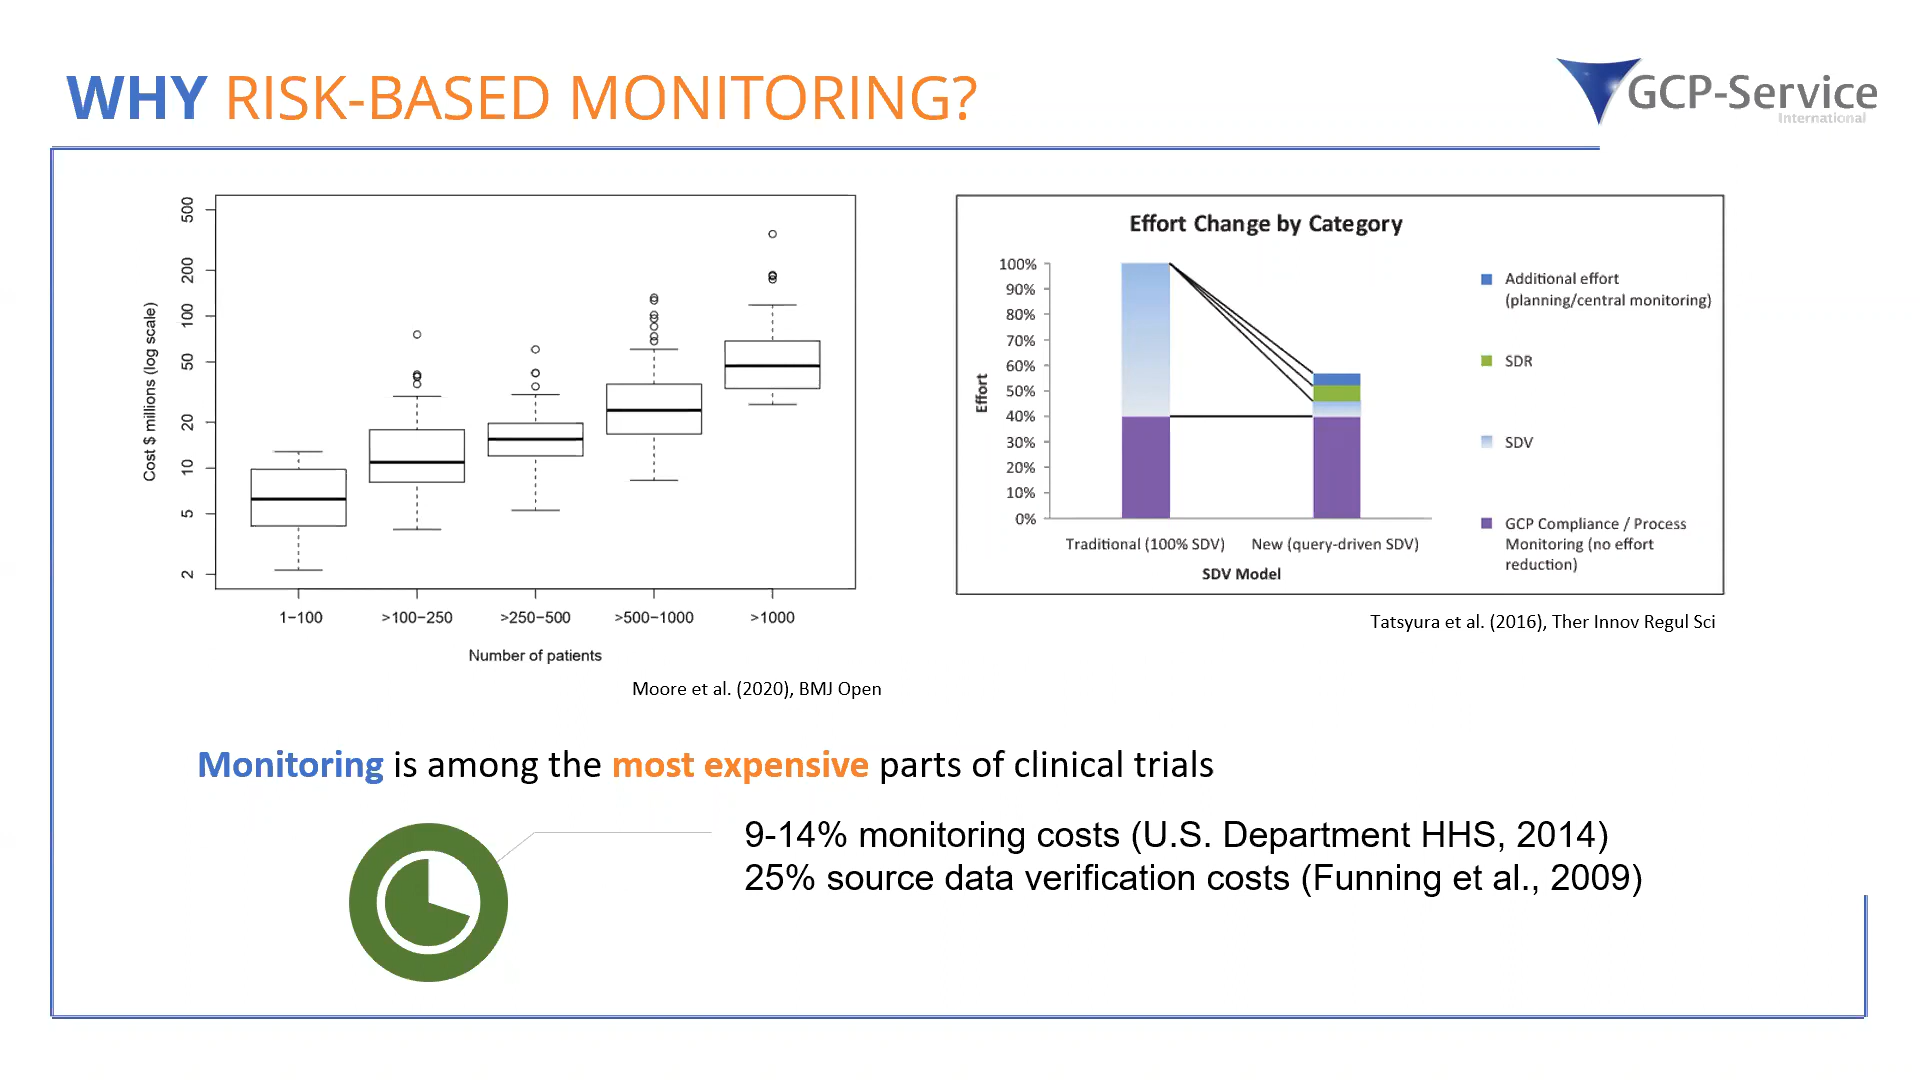 WHY RISK-BASED MONITORING?
GCP-Service
International
500
200
100
50
20
10
5
2
Cost $ millions (log scale)
1−100
>100−250
>250−500
>500−1000
>1000
Number of patients
Moore et al. (2020), BMJ Open
Effort Change by Category
100%
90%
80%
70%
60%
50%
40%
30%
20%
10%
0%
Effort
Traditional (100% SDV)
New (query-driven SDV)
SDV Model
Additional effort
(planning/central monitoring)
SDR
SDV
GCP Compliance / Process
Monitoring (no effort
reduction)
Tatsyura et al. (2016), Ther Innov Regul Sci
Monitoring is among the most expensive parts of clinical trials
9-14% monitoring costs (U.S. Department HHS, 2014)
25% source data verification costs (Funning et al., 2009)